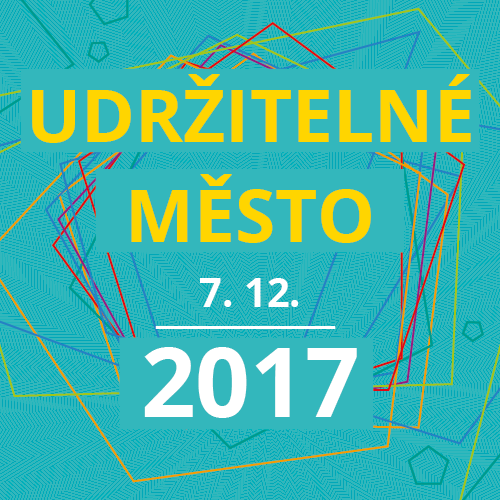 UDRŽITELNÉ
MĚSTO
7. 12.
2017